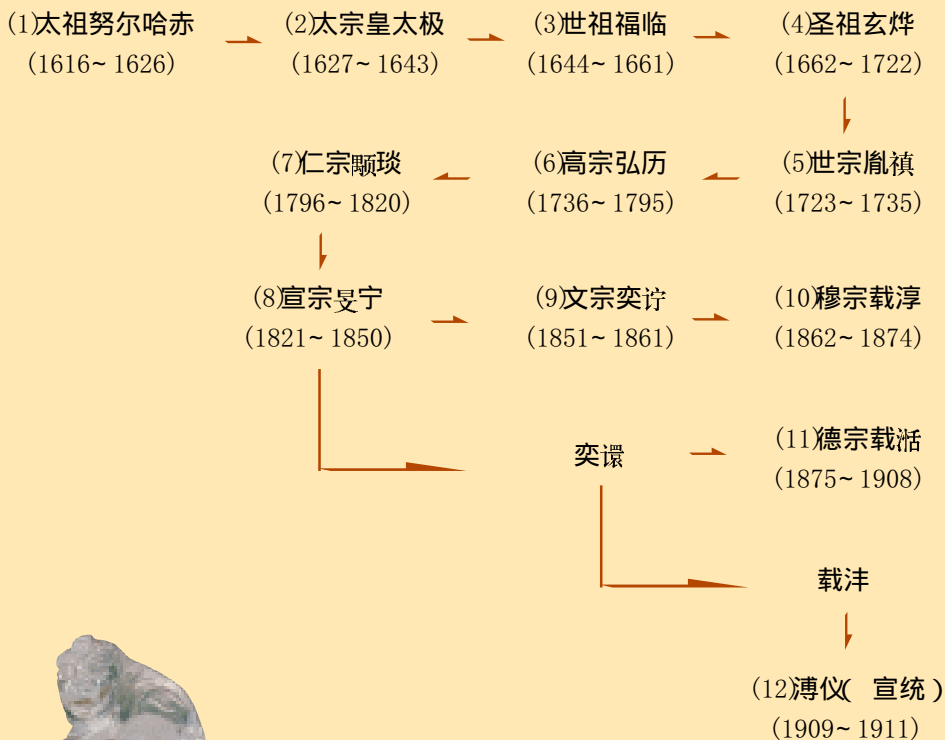 (1)太祖努尔哈赤
(1616~1626)
(2)太宗皇太极
(1627~1643)
(3)世祖福临
(1644~1661)
(4)圣祖玄烨
(1662~1722)
(5)世宗胤禛
(1723~1735)
(6)高宗弘历
(1736~1795)
(7)仁宗颙琰
(1796~1820)
(8)宣宗旻宁
(1821~1850)
(9)文宗奕詝
(1851~1861)
(10)穆宗载淳
(1862~1874)
奕譞
(11)德宗载湉
(1875~1908)
载沣
(12)溥仪( 宣统)
(1909~1911)